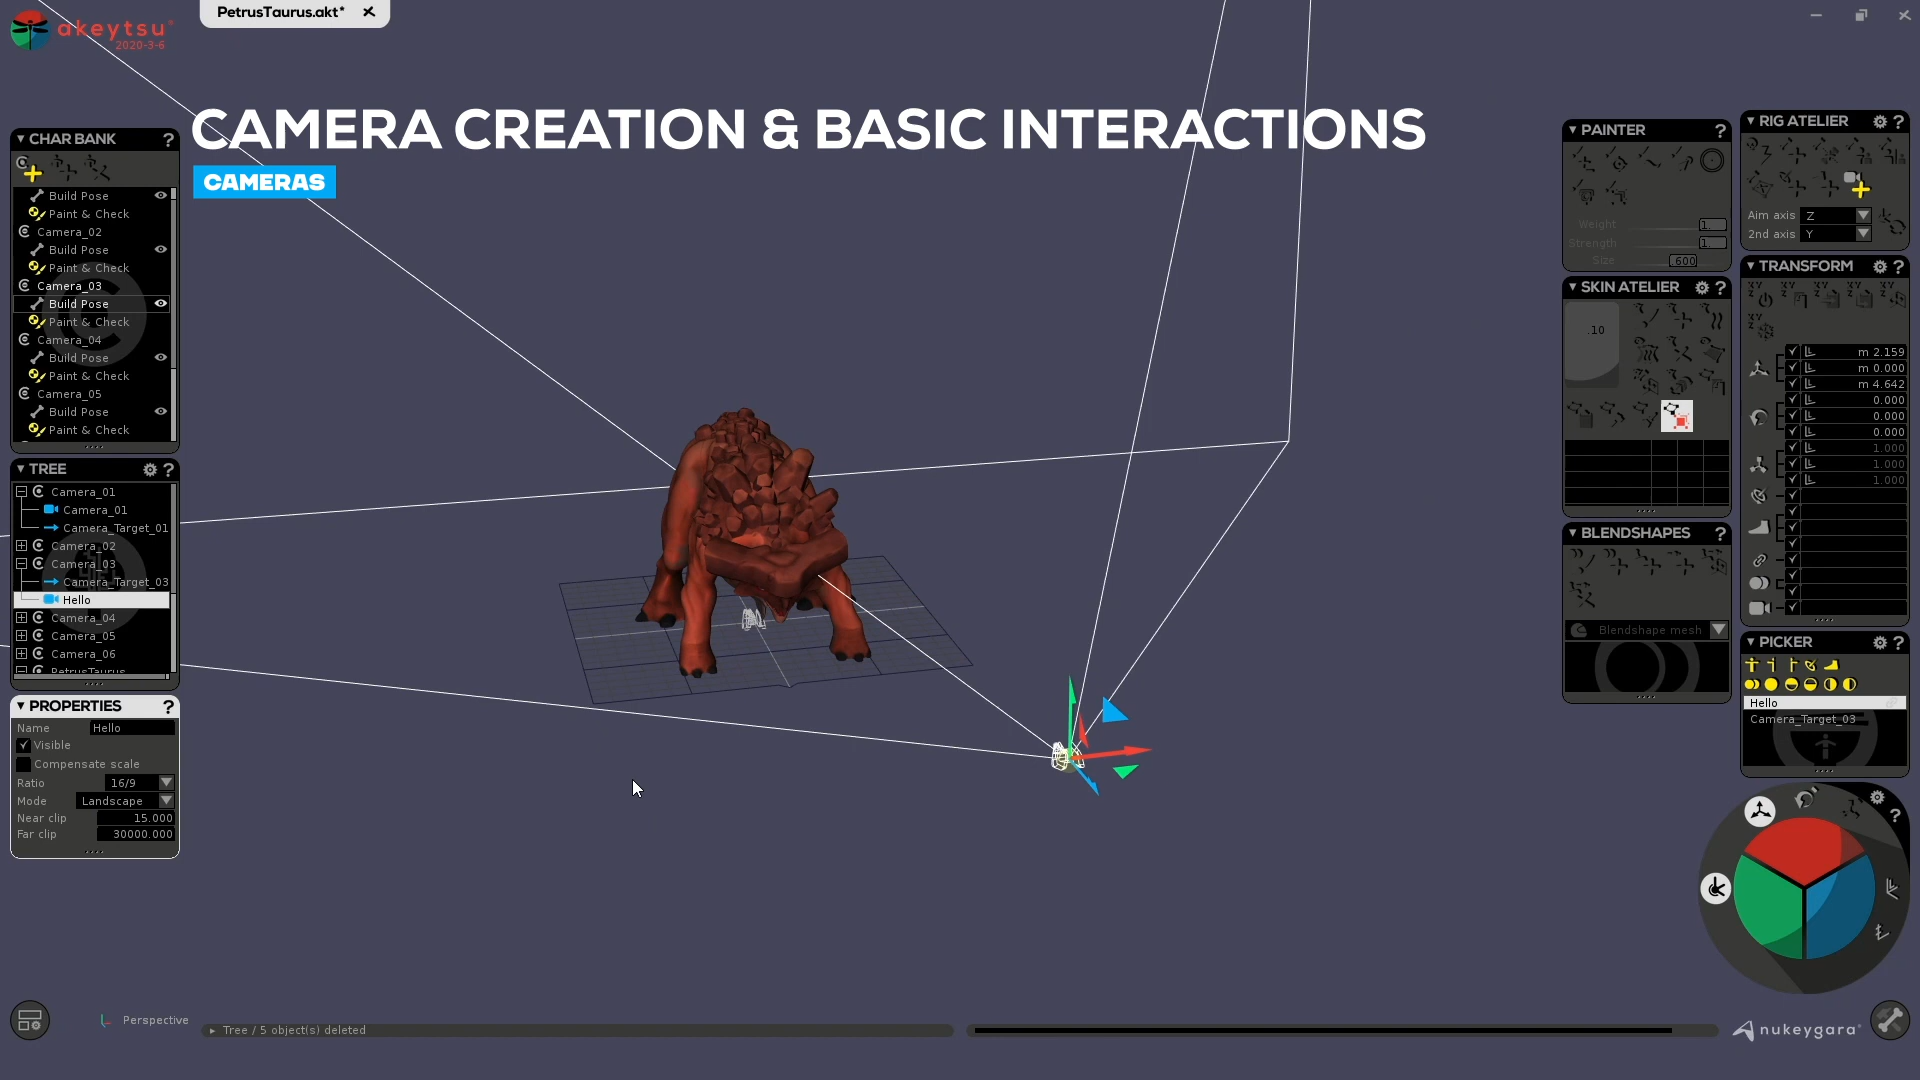 PetrusTaurus.akt*
akeytsu
2020-3-6
CAMERA CREATION & BASIC INTERACTIONS
CAMERAS
CHAR BANK ?
Build Pose
Paint & Check
Camera_02
Build Pose
Paint & Check
Camera_03
Build Pose
Paint & Check
Camera_04
Build Pose
Paint & Check
Camera_05
Build Pose
Paint & Check
TREE ?
Camera_01
Camera_01
Camera_Target_01
Camera_02
Camera_03
Camera_Target_03
Hello
Camera_04
Camera_05
Camera_06
PetrusTaurus
PROPERTIES ?
Name Hello
Visible
Compensate scale
Ratio 16/9
Mode Landscape
Near clip 15.000
Far clip 30000.000
Perspective
Tree / 5 object(s) deleted
PAINTER ?
Weight 1.
Strength 1.
Size .600
SKIN ATELIER ?
.10
BLENDSHAPES ?
Blendshape mesh
RIG ATELIER ?
Aim axis Z
2nd axis Y
TRANSFORM ?
m 2.159
m 0.000
m 4.642
0.000
0.000
0.000
1.000
1.000
1.000
PICKER ?
Hello
Camera_Target_03
?
nukeygara